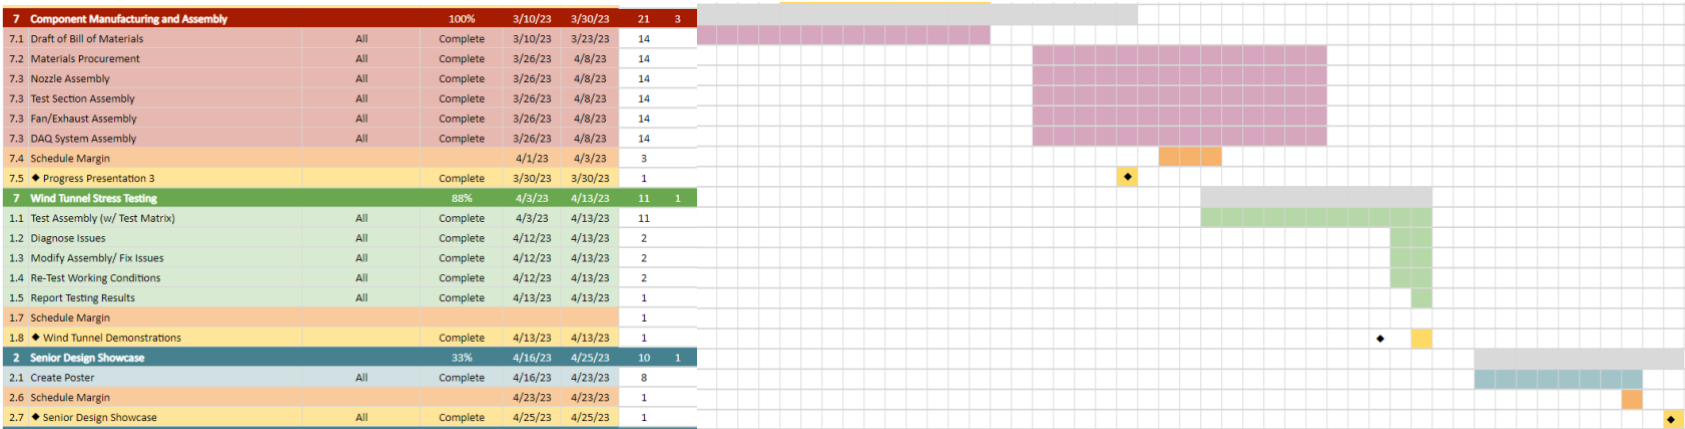 7 Component Manufacturing and Assembly 100% 3/10/23 3/30/23 21 3
7.1 Draft of Bill of Materials All Complete 3/10/23 3/23/23 14
7.2 Materials Procurement All Complete 3/26/23 4/8/23 14
7.3 Nozzle Assembly All Complete 3/26/23 4/8/23 14
7.3 Test Section Assembly All Complete 3/26/23 4/8/23 14
7.3 Fan/Exhaust Assembly All Complete 3/26/23 4/8/23 14
7.3 DAQ System Assembly All Complete 3/26/23 4/8/23 14
7.4 Schedule Margin 4/1/23 4/3/23 3
7.5 ◆ Progress Presentation 3 Complete 3/30/23 3/30/23 1
7 Wind Tunnel Stress Testing 88% 4/3/23 4/13/23 11 1
1.1 Test Assembly (w/ Test Matrix) All Complete 4/3/23 4/13/23 11
1.2 Diagnose Issues All Complete 4/12/23 4/13/23 2
1.3 Modify Assembly/ Fix Issues All Complete 4/12/23 4/13/23 2
1.4 Re-Test Working Conditions All Complete 4/12/23 4/13/23 2
1.5 Report Testing Results All Complete 4/13/23 4/13/23 1
1.7 Schedule Margin 1
1.8 ◆ Wind Tunnel Demonstrations Complete 4/13/23 4/13/23 1
2 Senior Design Showcase 33% 4/16/23 4/25/23 10 1
2.1 Create Poster All Complete 4/16/23 4/23/23 8
2.6 Schedule Margin 4/23/23 4/23/23 1
2.7 ◆ Senior Design Showcase All Complete 4/25/23 4/25/23 1